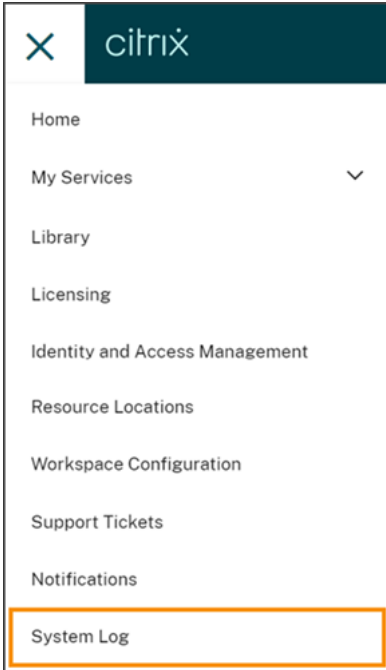 citrix
Home
My Services
Library
Licensing
Identity and Access Management
Resource Locations
Workspace Configuration
Support Tickets
Notifications
System Log